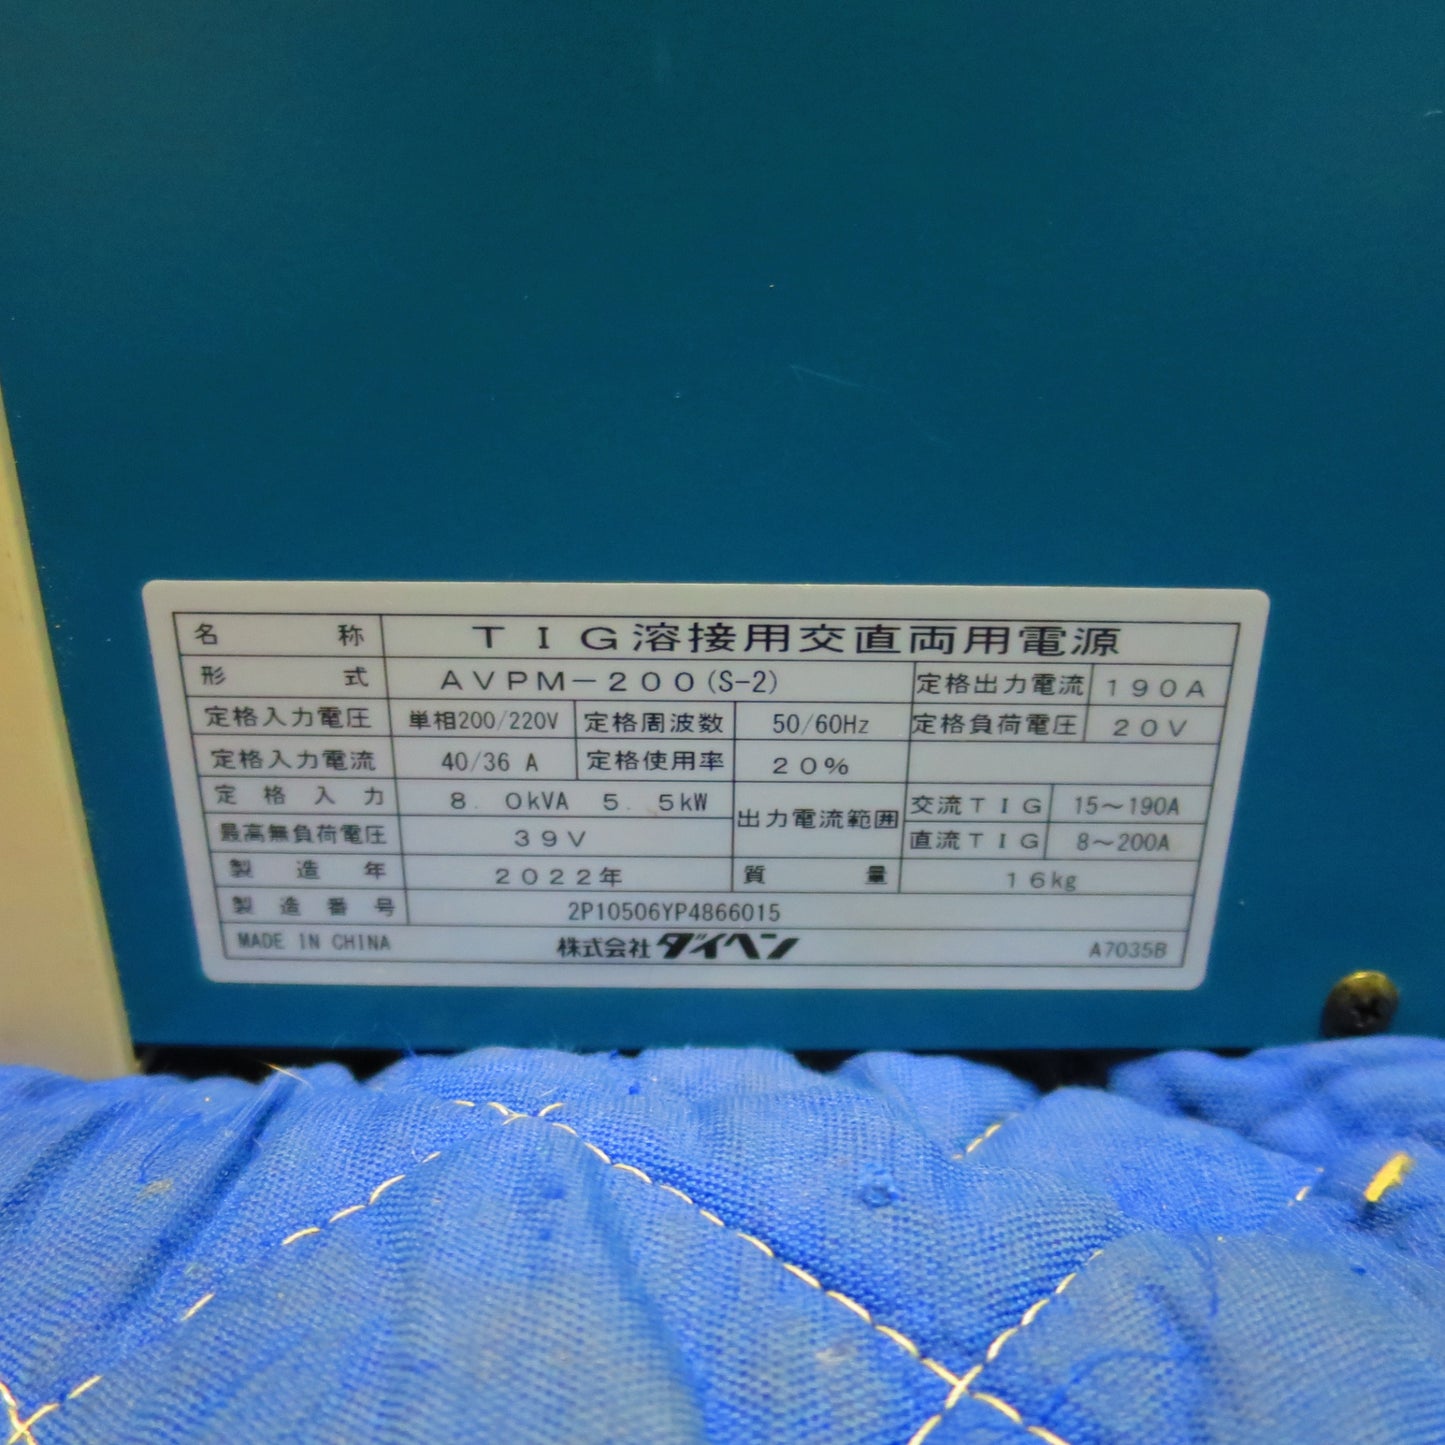 名称 TIG溶接用交直両用電源
形式 AVPM-200(S-2) 定格出力電流 190A
定格入力電圧 単相200/220V 定格周波数 50/60Hz 定格負荷電圧 20V
定格入力電流 40/36 A 定格使用率 20%
定格入力 8.0kVA 5.5kW 出力電流範囲 交流TIG 15~190A
最高無負荷電圧 39V 直流TIG 8~200A
製造年 2022年 質量 16kg
製造番号 2P10506YP4866015
MADE IN CHINA 株式会社ダイヘン A7035B